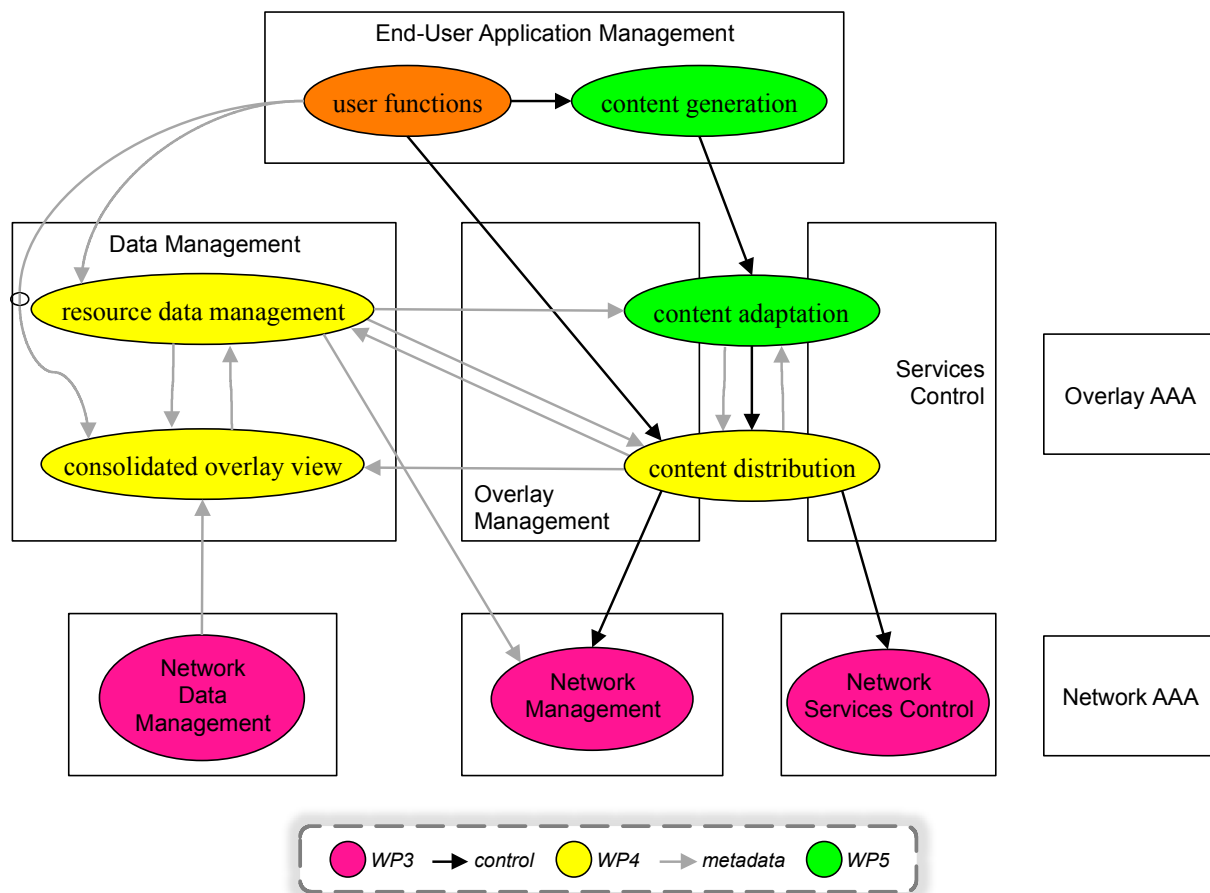 End-User Application Management
user functions
content generation
Data Management
resource data management
content adaptation
Services
Control
Overlay AAA
consolidated overlay view
content distribution
Overlay
Management
Network
Data
Management
Network
Management
Network
Services Control
Network AAA
WP3
control
WP4
metadata
WP5